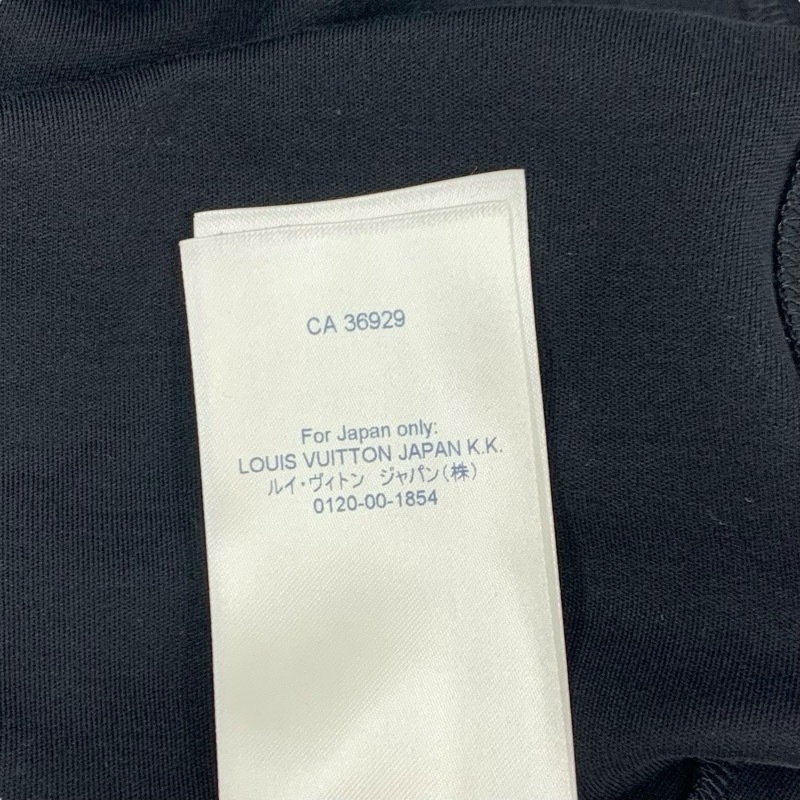 CA 36929
For Japan only:
LOUIS VUITTON JAPAN K.K.
ルイ・ヴィトン ジャパン(株)
0120-00-1854